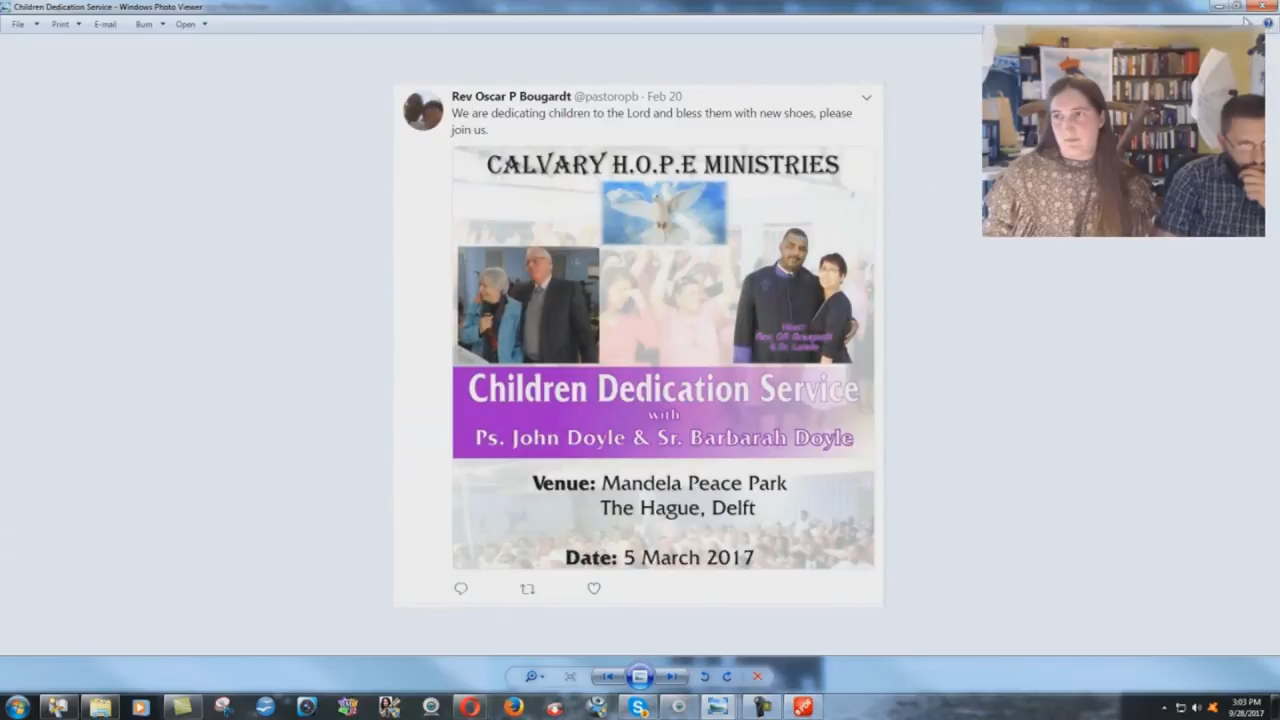 Children Dedication Service - Windows Photo Viewer
File Print E-mail Burn Open
Rev Oscar P Bougardt @pastoropb · Feb 20
We are dedicating children to the Lord and bless them with new shoes, please
join us.
CALVARY H.O.P.E MINISTRIES
Children Dedication Service
with
Ps. John Doyle & Sr. Barbarah Doyle
Venue: Mandela Peace Park
The Hague, Delft
Date: 5 March 2017
3:03 PM
9/28/2017